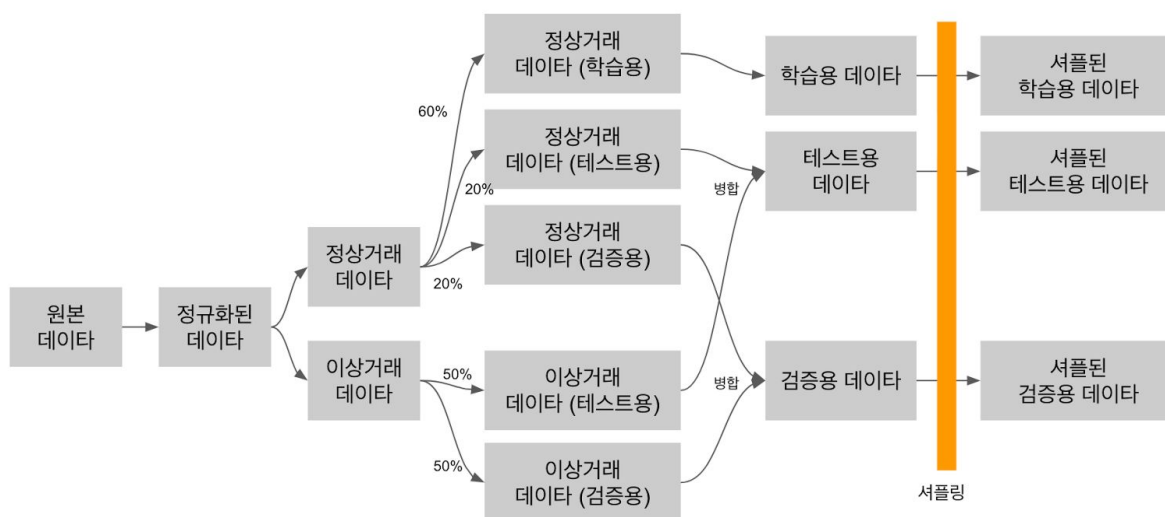 원본
데이타
정규화된
데이타
정상거래
데이타
이상거래
데이타
60%
20%
20%
50%
50%
정상거래
데이타 (학습용)
정상거래
데이타 (테스트용)
정상거래
데이타 (검증용)
이상거래
데이타 (테스트용)
이상거래
데이타 (검증용)
병합
병합
학습용 데이타
테스트용
데이타
검증용 데이타
셔플링
셔플된
학습용 데이타
셔플된
테스트용 데이타
셔플된
검증용 데이타